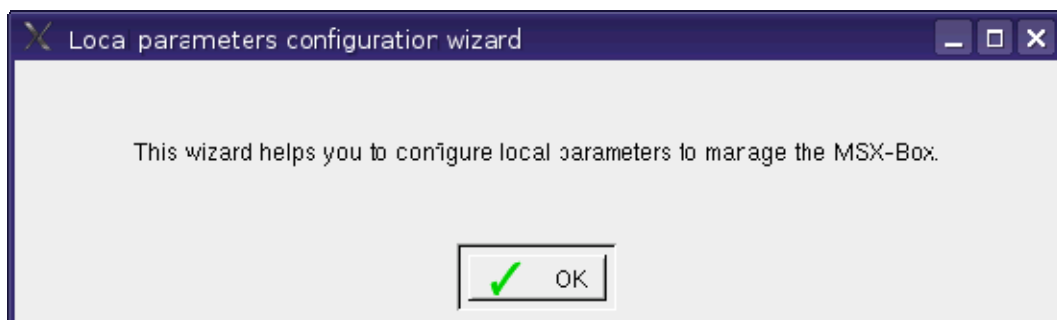 Local parameters configuration wizard
This wizard helps you to configure local parameters to manage the MSX-Box.
OK